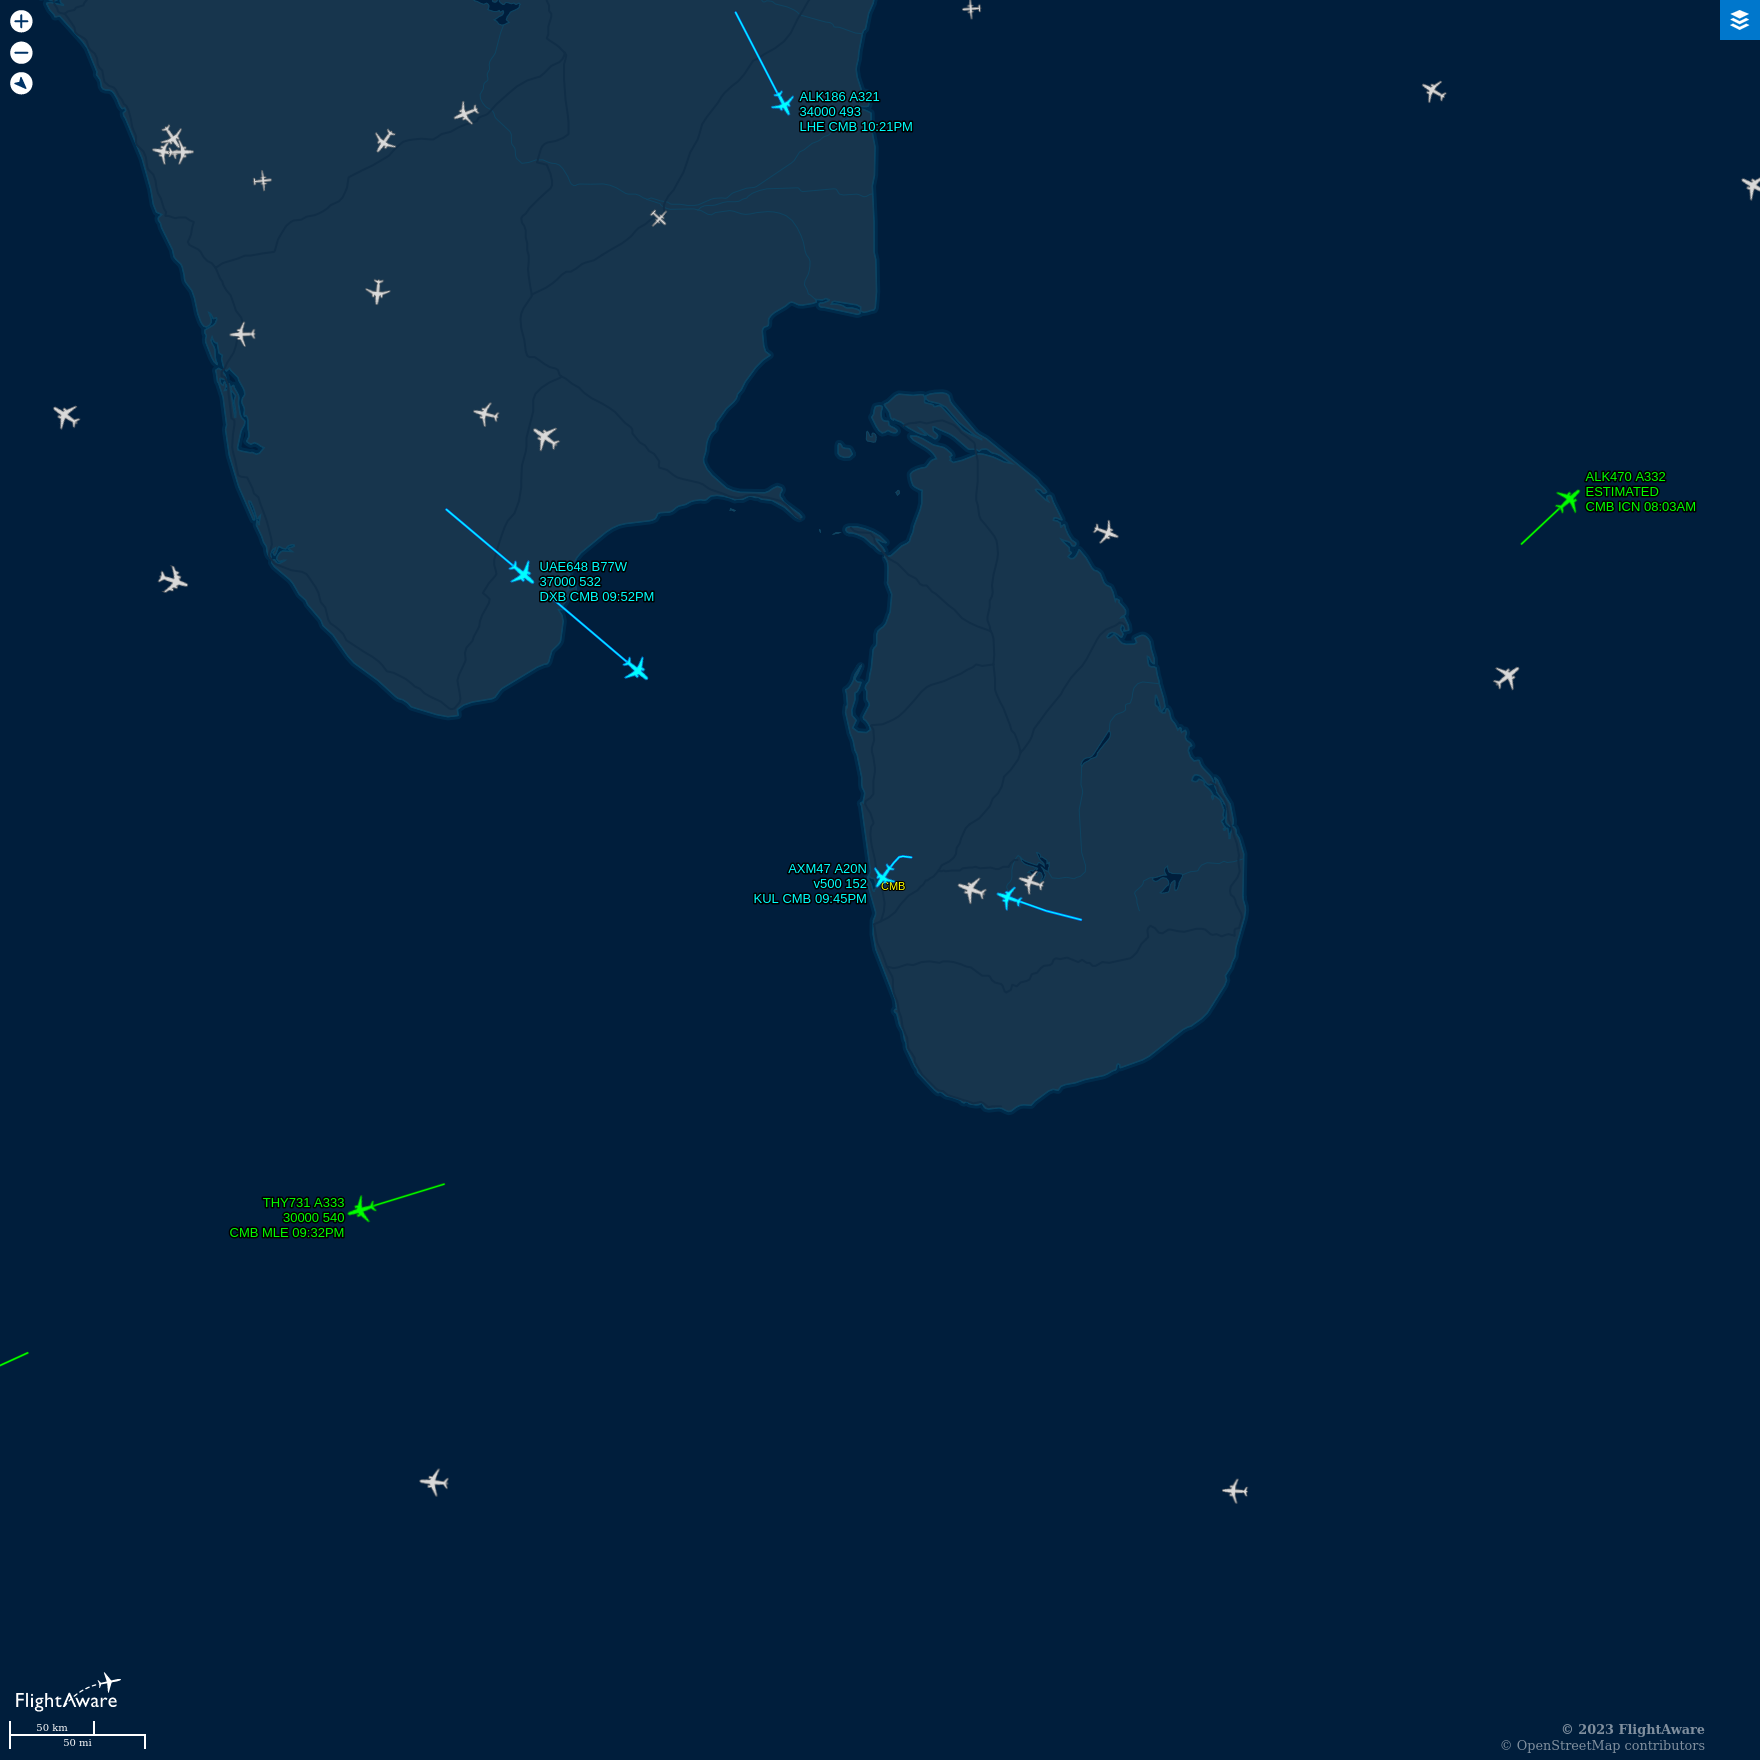 ALK186 A321
34000 493
LHE CMB 10:21PM
ALK470 A332
ESTIMATED
CMB ICN 08:03AM
UAE648 B77W
37000 532
DXB CMB 09:52PM
AXM47 A20N
v500 152
KUL CMB 09:45PM
CMB
THY731 A333
30000 540
CMB MLE 09:32PM
FlightAware
50 km
50 mi
© 2023 FlightAware
© OpenStreetMap contributors